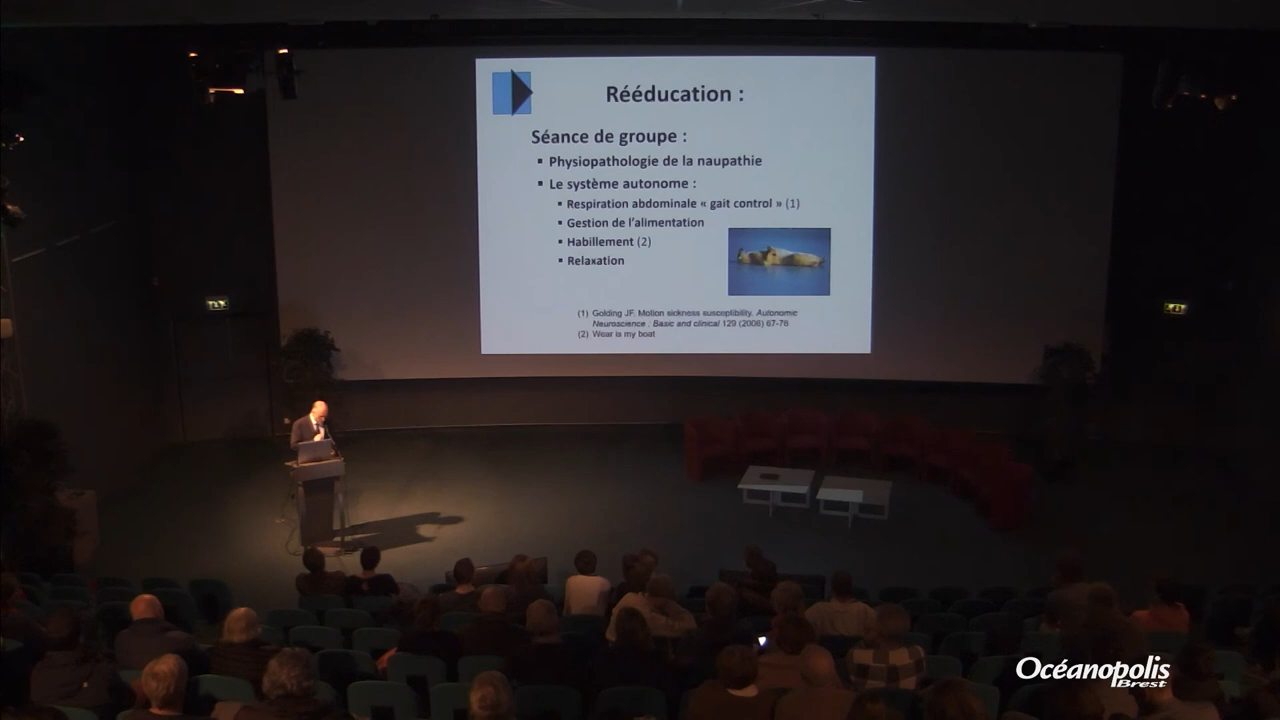 Rééducation :
Séance de groupe :
▪ Physiopathologie de la naupathie
▪ Le système autonome :
▪ Respiration abdominale « gait control » (1)
▪ Gestion de l'alimentation
▪ Habillement (2)
▪ Relaxation
(1) Golding JF. Motion sickness susceptibility. Autonomic
Neuroscience : Basic and clinical 129 (2006) 67-76
(2) Wear is my boat
Océanopolis
Brest